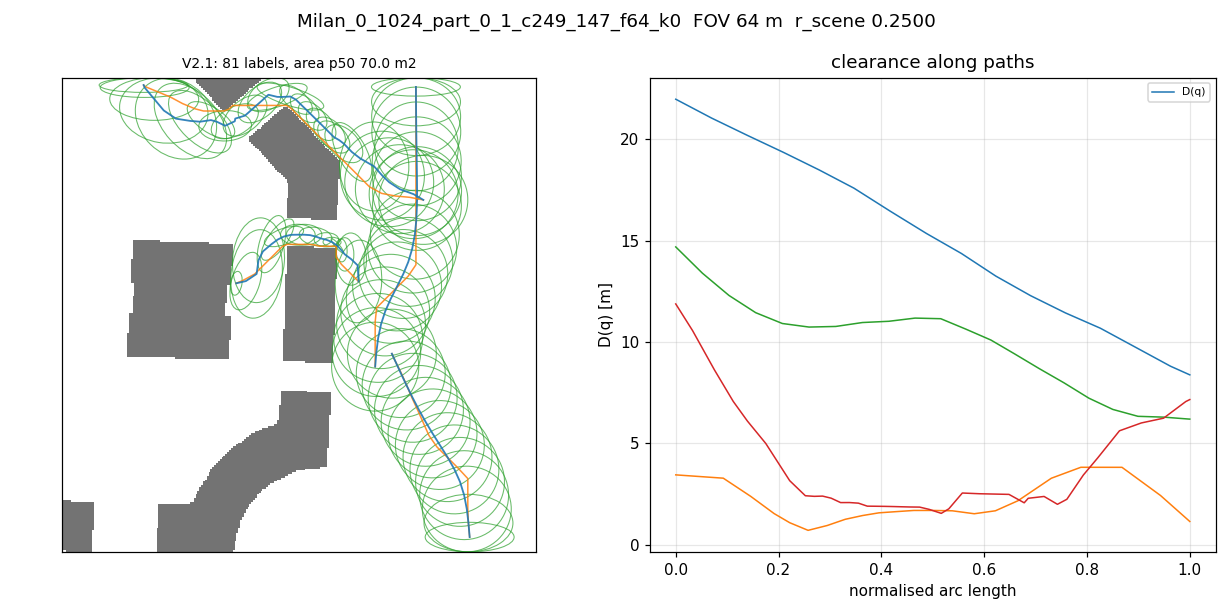 Milan_0_1024_part_0_1_c249_147_f64_k0  FOV 64 m  r_scene 0.2500
V2.1: 81 labels, area p50 70.0 m2
clearance along paths
D(q)
20
15
10
5
0
D(q) [m]
0.0 0.2 0.4 0.6 0.8 1.0
normalised arc length